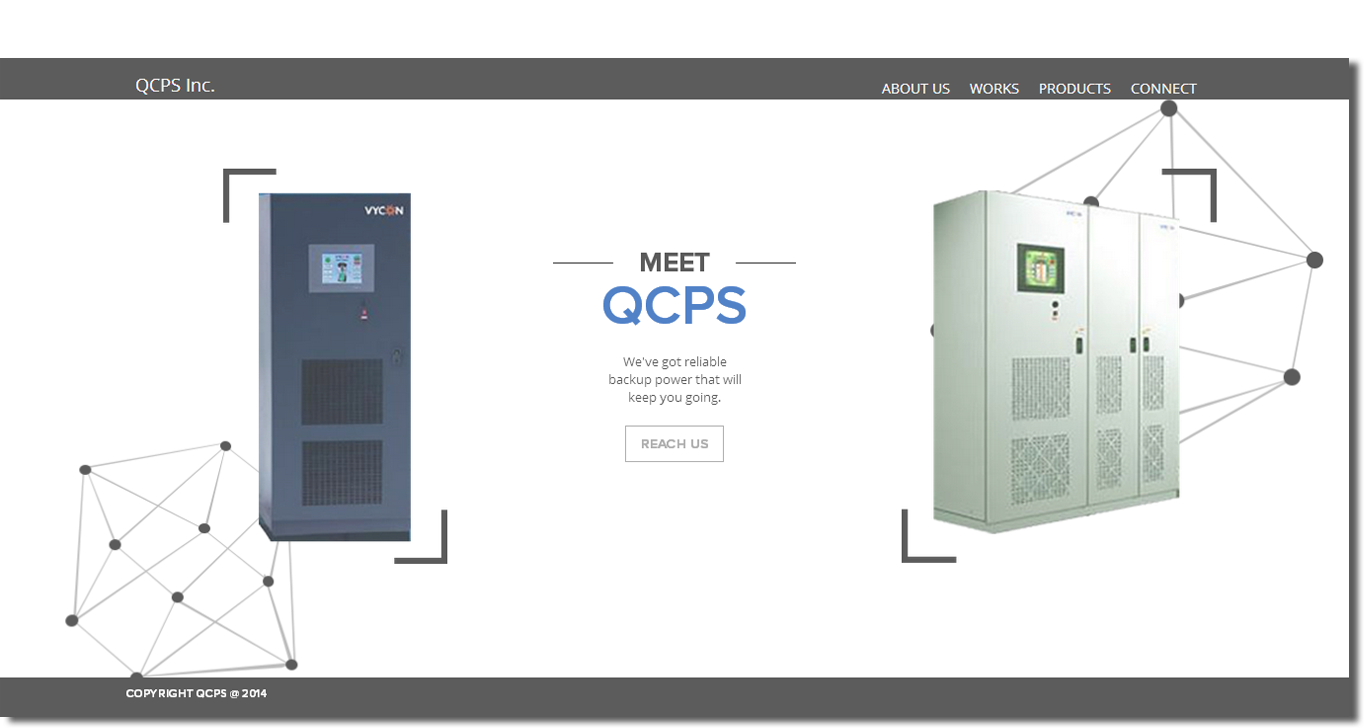 QCPS Inc.
ABOUT US WORKS PRODUCTS CONNECT
VYCON
MEET
QCPS
We've got reliable
backup power that will
keep you going.
REACH US
COPYRIGHT QCPS @ 2014